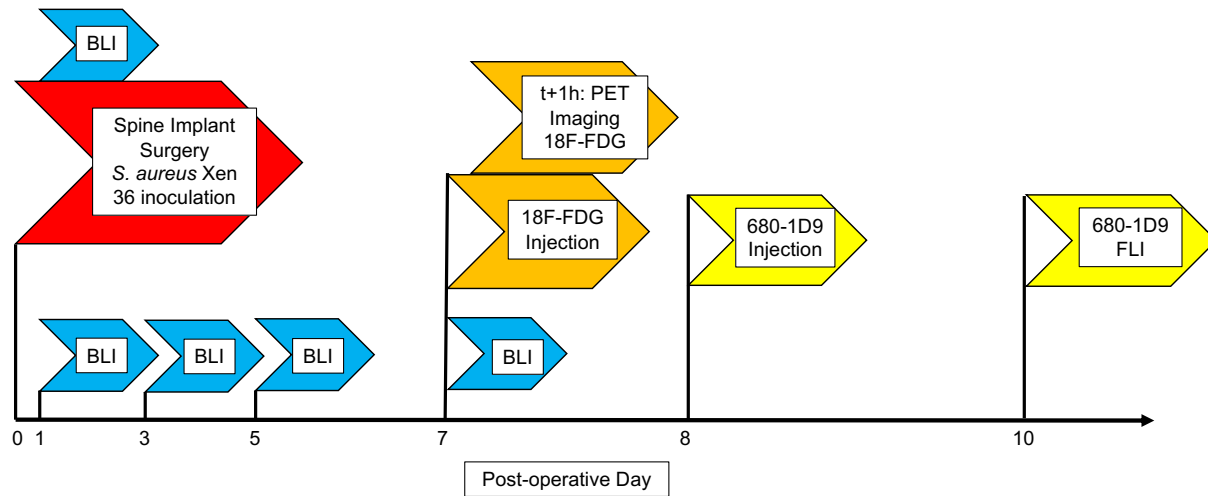 BLI
Spine Implant
Surgery
S. aureus Xen
36 inoculation
t+1h: PET
Imaging
18F-FDG
18F-FDG
Injection
680-1D9
Injection
680-1D9
FLI
BLI
BLI
BLI
BLI
0 1 3 5 7 8 10
Post-operative Day